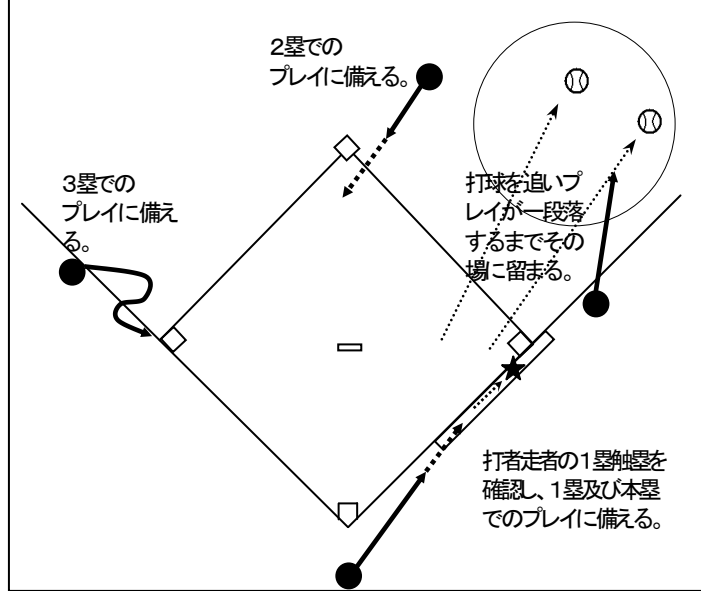 ２塁での
プレイに備える。
３塁での
プレイに備え
る。
打球を追いプ
レイが一段落
するまでその
場に留まる。
打者走者の１塁触塁を
確認し、１塁及び本塁
でのプレイに備える。